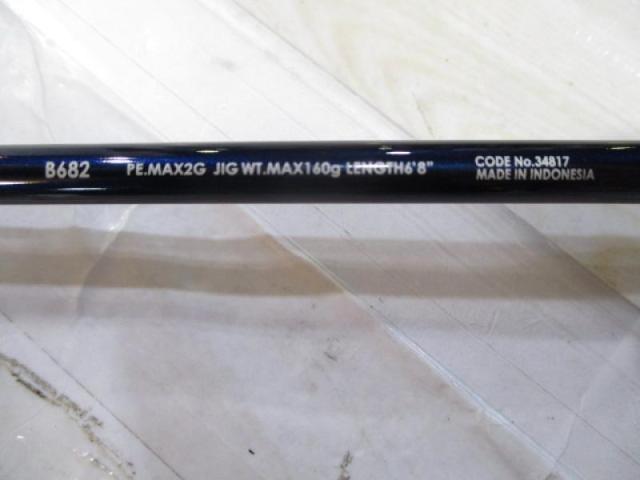 B682 PE.MAX2G JIG WT.MAX160g LENGTH6'8"
CODE No.34817
MADE IN INDONESIA